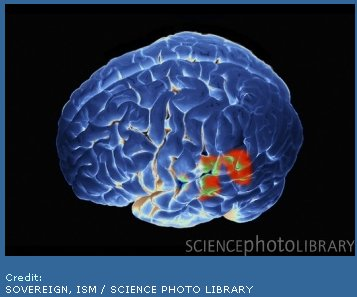 SCIENCEphotoLIBRARY
Credit:
SOVEREIGN, ISM / SCIENCE PHOTO LIBRARY